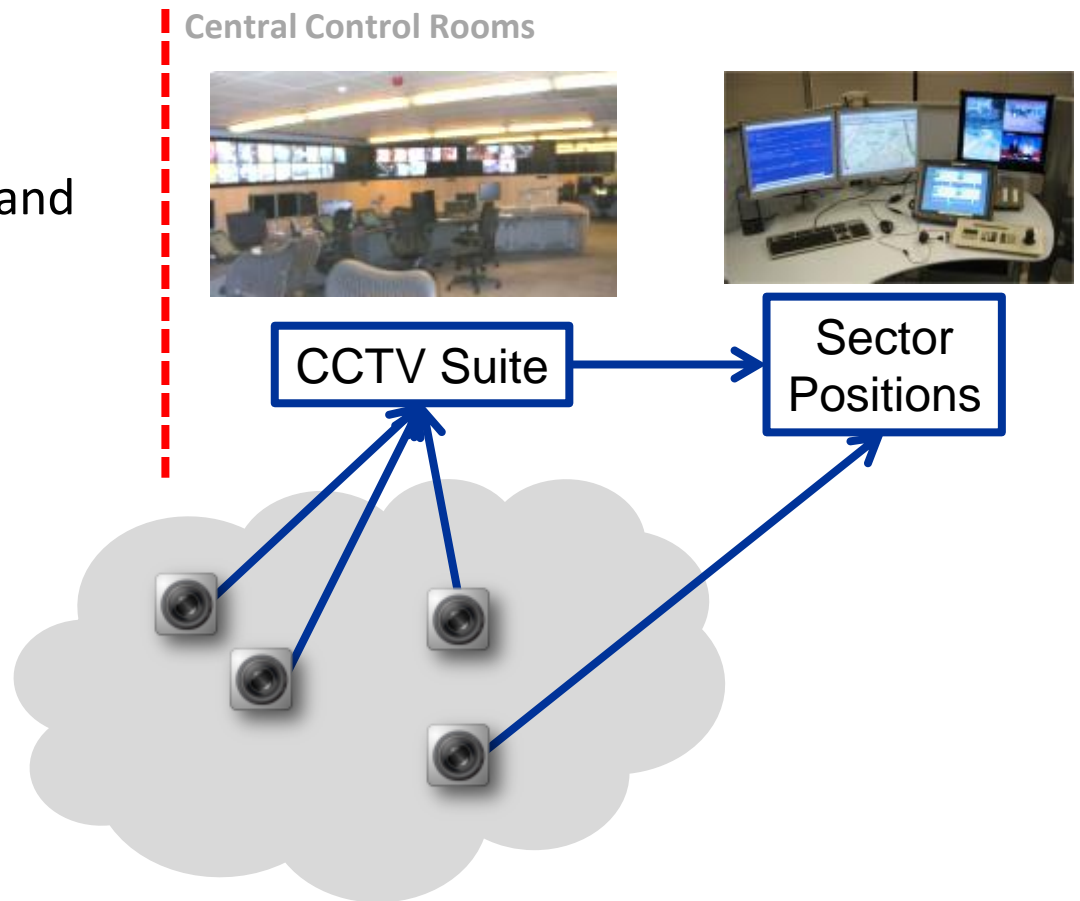 Central Control Rooms
and
CCTV Suite
Sector
Positions